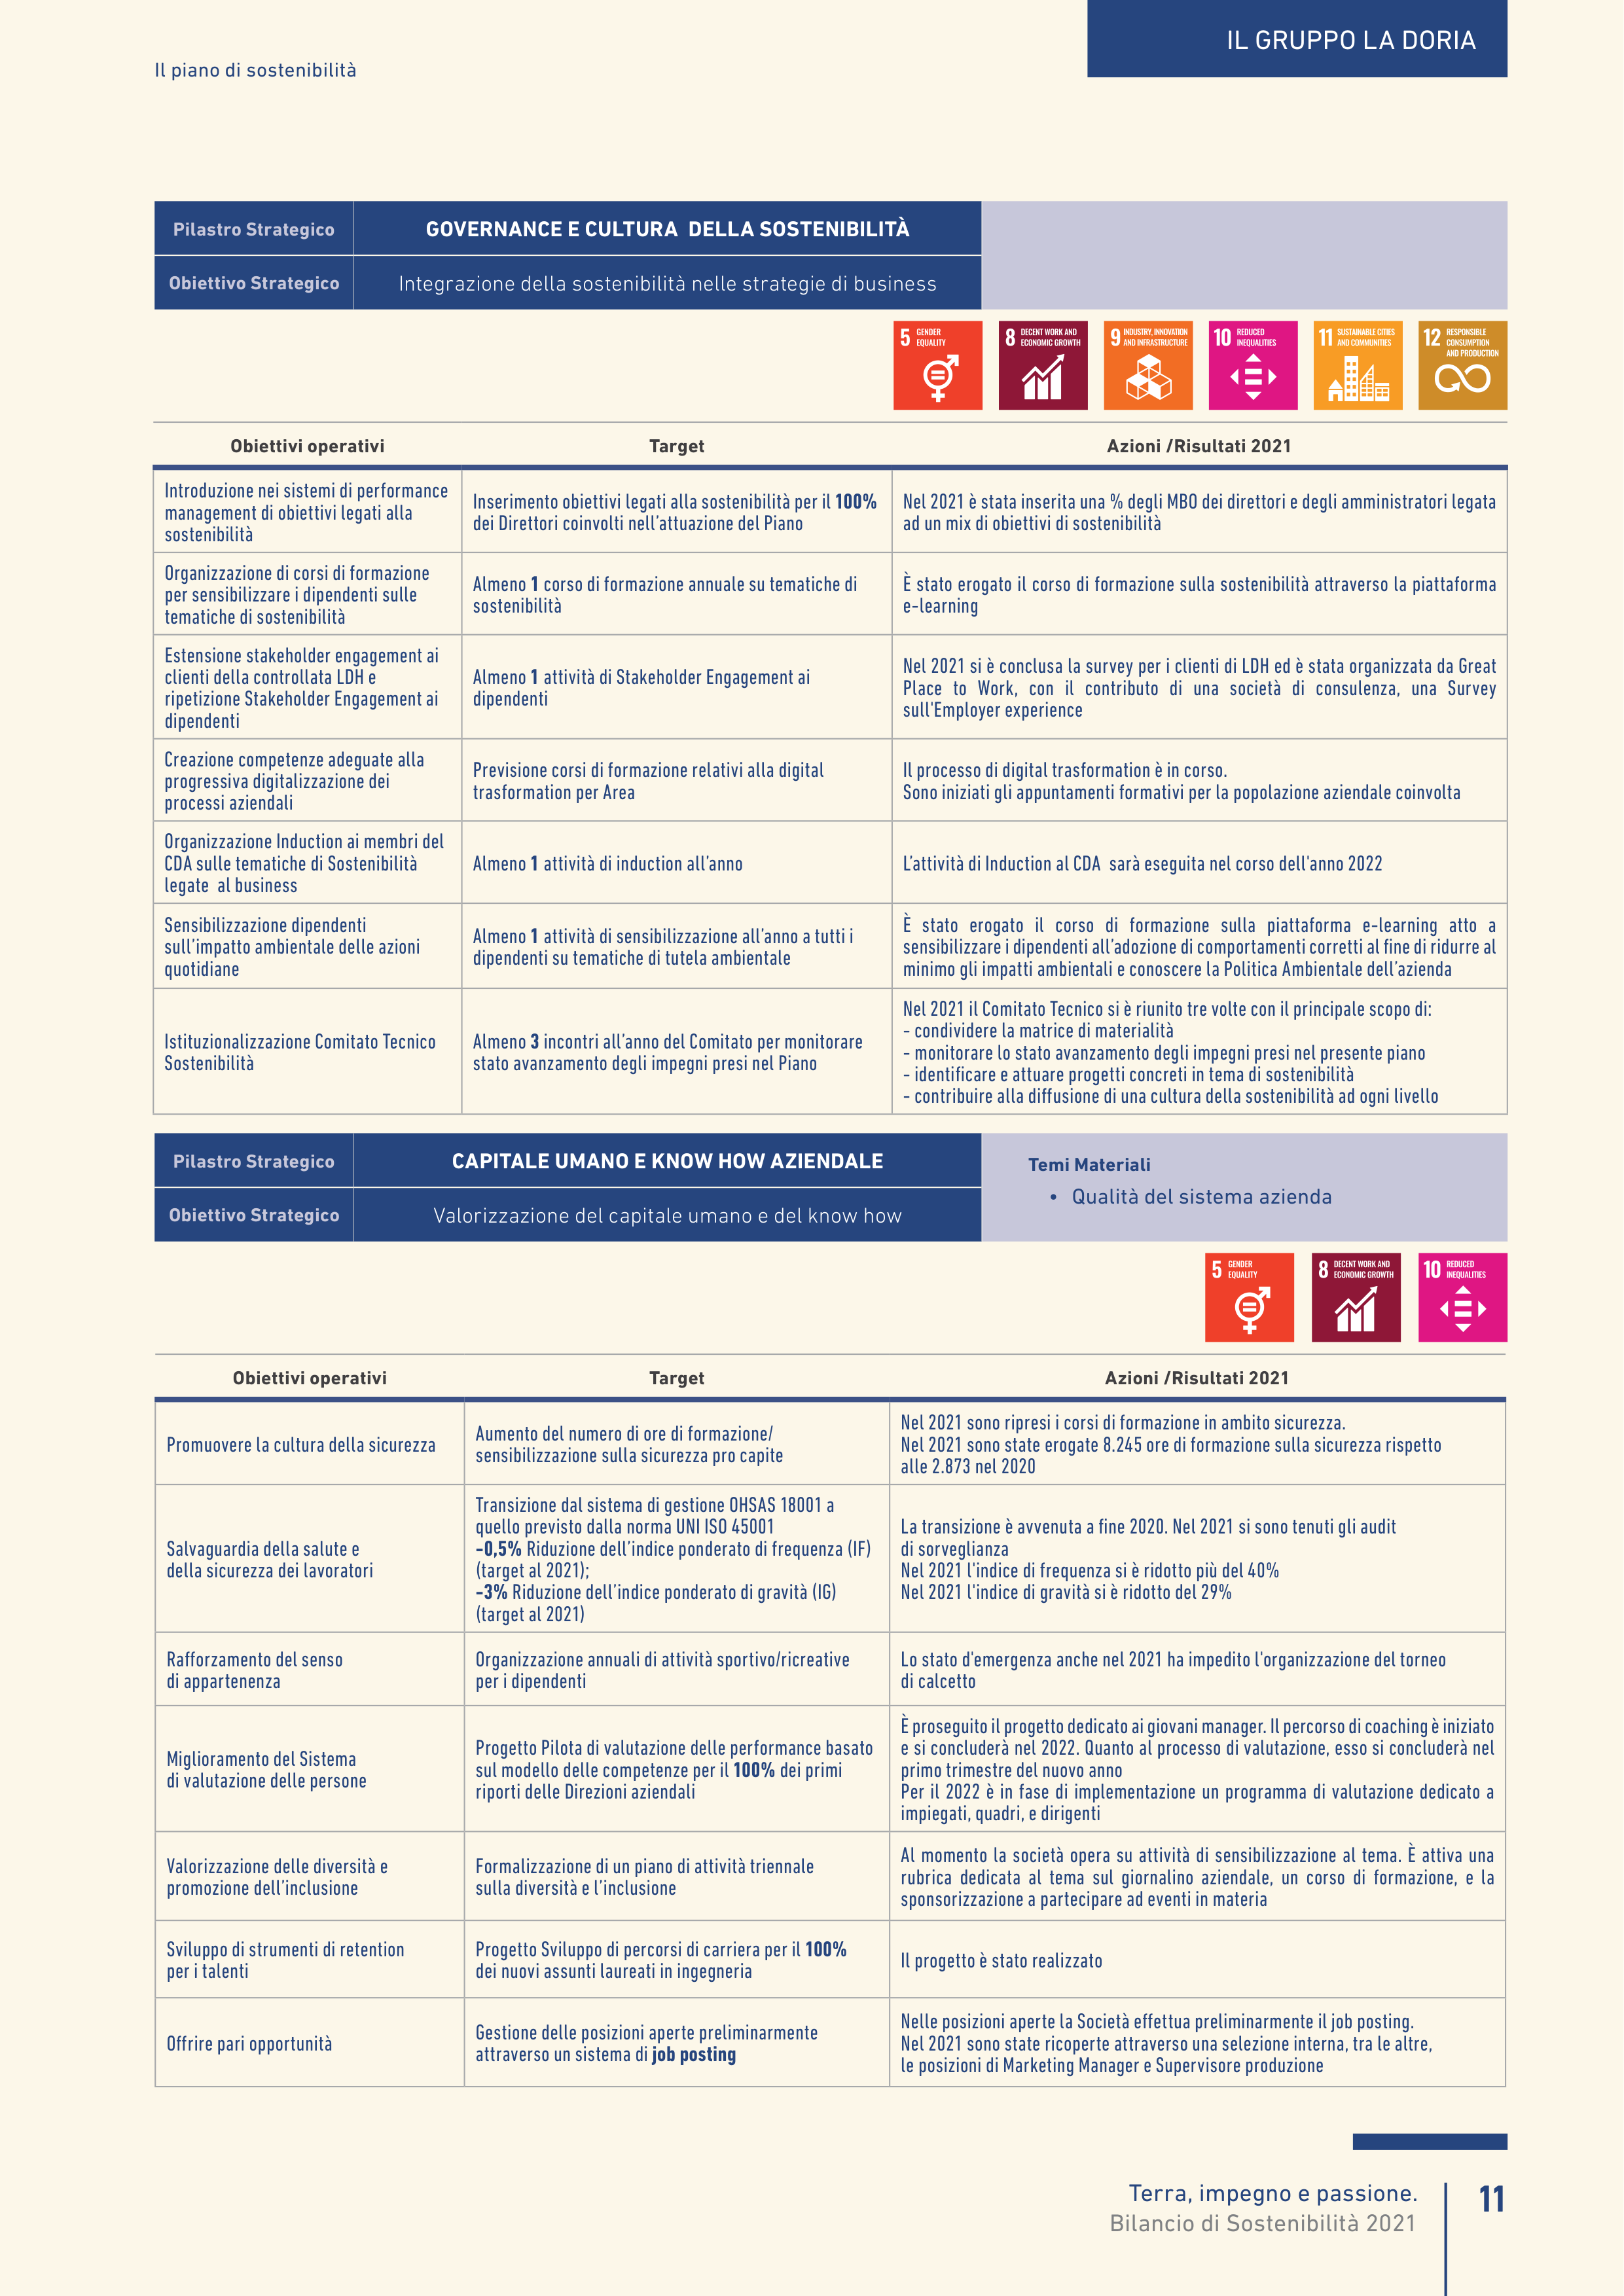 IL GRUPPO LA DORIA
Il piano di sostenibilità
Pilastro Strategico
GOVERNANCE E CULTURA DELLA SOSTENIBILITÀ
Obiettivo Strategico
Integrazione della sostenibilità nelle strategie di business
5 GENDER
EQUALITY
8 DECENT WORK AND
ECONOMIC GROWTH
9 INDUSTRY, INNOVATION
AND INFRASTRUCTURE
10 REDUCED
INEQUALITIES
11 SUSTAINABLE CITIES
AND COMMUNITIES
12 RESPONSIBLE
CONSUMPTION
AND PRODUCTION
Obiettivi operativi
Target
Azioni /Risultati 2021
Introduzione nei sistemi di performance
management di obiettivi legati alla
sostenibilità
Inserimento obiettivi legati alla sostenibilità per il 100%
dei Direttori coinvolti nell’attuazione del Piano
Nel 2021 è stata inserita una % degli MBO dei direttori e degli amministratori legata
ad un mix di obiettivi di sostenibilità
Organizzazione di corsi di formazione
per sensibilizzare i dipendenti sulle
tematiche di sostenibilità
Almeno 1 corso di formazione annuale su tematiche di
sostenibilità
È stato erogato il corso di formazione sulla sostenibilità attraverso la piattaforma
e-learning
Estensione stakeholder engagement ai
clienti della controllata LDH e
ripetizione Stakeholder Engagement ai
dipendenti
Almeno 1 attività di Stakeholder Engagement ai
dipendenti
Nel 2021 si è conclusa la survey per i clienti di LDH ed è stata organizzata da Great
Place to Work, con il contributo di una società di consulenza, una Survey
sull'Employer experience
Creazione competenze adeguate alla
progressiva digitalizzazione dei
processi aziendali
Previsione corsi di formazione relativi alla digital
trasformation per Area
Il processo di digital trasformation è in corso.
Sono iniziati gli appuntamenti formativi per la popolazione aziendale coinvolta
Organizzazione Induction ai membri del
CDA sulle tematiche di Sostenibilità
legate al business
Almeno 1 attività di induction all’anno
L’attività di Induction al CDA sarà eseguita nel corso dell'anno 2022
Sensibilizzazione dipendenti
sull’impatto ambientale delle azioni
quotidiane
Almeno 1 attività di sensibilizzazione all’anno a tutti i
dipendenti su tematiche di tutela ambientale
È stato erogato il corso di formazione sulla piattaforma e-learning atto a
sensibilizzare i dipendenti all’adozione di comportamenti corretti al fine di ridurre al
minimo gli impatti ambientali e conoscere la Politica Ambientale dell’azienda
Istituzionalizzazione Comitato Tecnico
Sostenibilità
Almeno 3 incontri all’anno del Comitato per monitorare
stato avanzamento degli impegni presi nel Piano
Nel 2021 il Comitato Tecnico si è riunito tre volte con il principale scopo di:
- condividere la matrice di materialità
- monitorare lo stato avanzamento degli impegni presi nel presente piano
- identificare e attuare progetti concreti in tema di sostenibilità
- contribuire alla diffusione di una cultura della sostenibilità ad ogni livello
Pilastro Strategico
CAPITALE UMANO E KNOW HOW AZIENDALE
Obiettivo Strategico
Valorizzazione del capitale umano e del know how
Temi Materiali
• Qualità del sistema azienda
5 GENDER
EQUALITY
8 DECENT WORK AND
ECONOMIC GROWTH
10 REDUCED
INEQUALITIES
Obiettivi operativi
Target
Azioni /Risultati 2021
Promuovere la cultura della sicurezza
Aumento del numero di ore di formazione/
sensibilizzazione sulla sicurezza pro capite
Nel 2021 sono ripresi i corsi di formazione in ambito sicurezza.
Nel 2021 sono state erogate 8.245 ore di formazione sulla sicurezza rispetto
alle 2.873 nel 2020
Salvaguardia della salute e
della sicurezza dei lavoratori
Transizione dal sistema di gestione OHSAS 18001 a
quello previsto dalla norma UNI ISO 45001
-0,5% Riduzione dell’indice ponderato di frequenza (IF)
(target al 2021);
-3% Riduzione dell’indice ponderato di gravità (IG)
(target al 2021)
La transizione è avvenuta a fine 2020. Nel 2021 si sono tenuti gli audit
di sorveglianza
Nel 2021 l'indice di frequenza si è ridotto più del 40%
Nel 2021 l'indice di gravità si è ridotto del 29%
Rafforzamento del senso
di appartenenza
Organizzazione annuali di attività sportivo/ricreative
per i dipendenti
Lo stato d'emergenza anche nel 2021 ha impedito l'organizzazione del torneo
di calcetto
Miglioramento del Sistema
di valutazione delle persone
Progetto Pilota di valutazione delle performance basato
sul modello delle competenze per il 100% dei primi
riporti delle Direzioni aziendali
È proseguito il progetto dedicato ai giovani manager. Il percorso di coaching è iniziato
e si concluderà nel 2022. Quanto al processo di valutazione, esso si concluderà nel
primo trimestre del nuovo anno
Per il 2022 è in fase di implementazione un programma di valutazione dedicato a
impiegati, quadri, e dirigenti
Valorizzazione delle diversità e
promozione dell’inclusione
Formalizzazione di un piano di attività triennale
sulla diversità e l’inclusione
Al momento la società opera su attività di sensibilizzazione al tema. È attiva una
rubrica dedicata al tema sul giornalino aziendale, un corso di formazione, e la
sponsorizzazione a partecipare ad eventi in materia
Sviluppo di strumenti di retention
per i talenti
Progetto Sviluppo di percorsi di carriera per il 100%
dei nuovi assunti laureati in ingegneria
Il progetto è stato realizzato
Offrire pari opportunità
Gestione delle posizioni aperte preliminarmente
attraverso un sistema di job posting
Nelle posizioni aperte la Società effettua preliminarmente il job posting.
Nel 2021 sono state ricoperte attraverso una selezione interna, tra le altre,
le posizioni di Marketing Manager e Supervisore produzione
Terra, impegno e passione.
Bilancio di Sostenibilità 2021
11